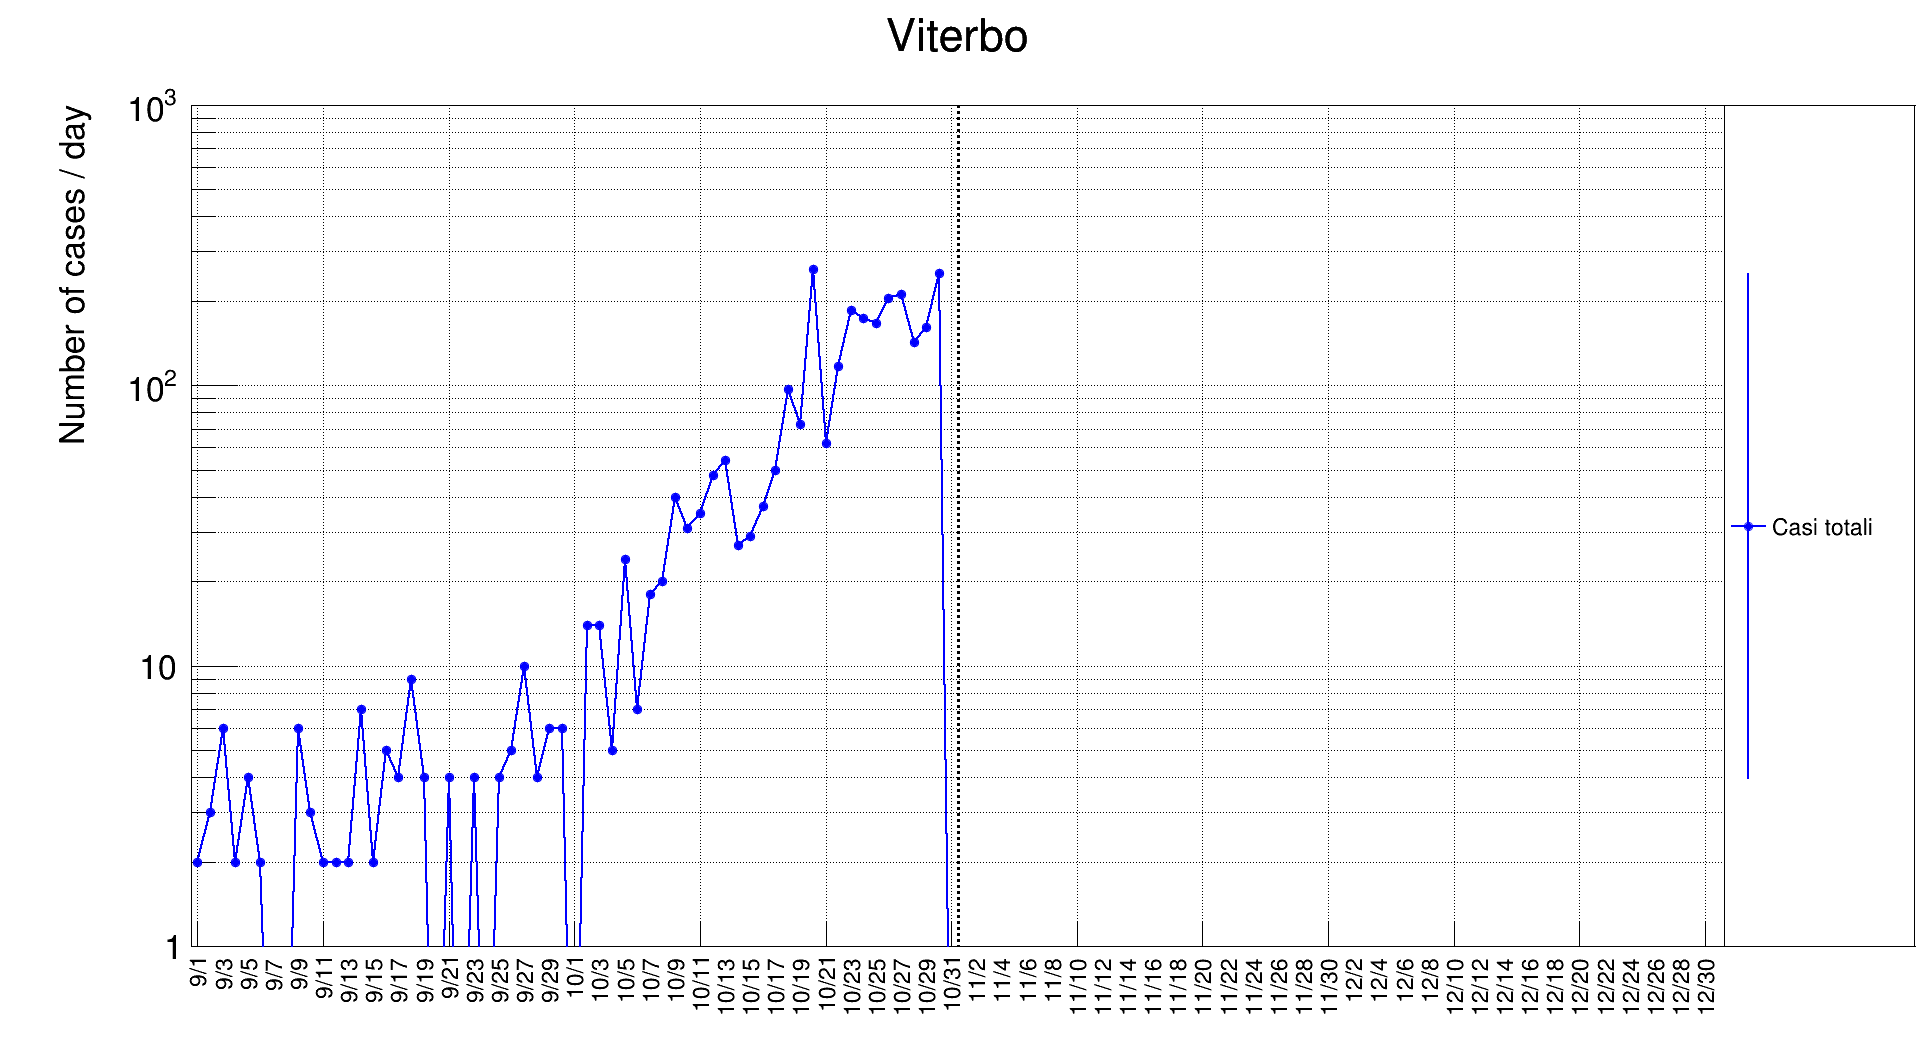 Viterbo
Number of cases / day
10³
10²
10
1
9/1 9/3 9/5 9/7 9/9 9/11 9/13 9/15 9/17 9/19 9/21 9/23 9/25 9/27 9/29 10/1 10/3 10/5 10/7 10/9 10/11 10/13 10/15 10/17 10/19 10/21 10/23 10/25 10/27 10/29 10/31 11/2 11/4 11/6 11/8 11/10 11/12 11/14 11/16 11/18 11/20 11/22 11/24 11/26 11/28 11/30 12/2 12/4 12/6 12/8 12/10 12/12 12/14 12/16 12/18 12/20 12/22 12/24 12/26 12/28 12/30
Casi totali